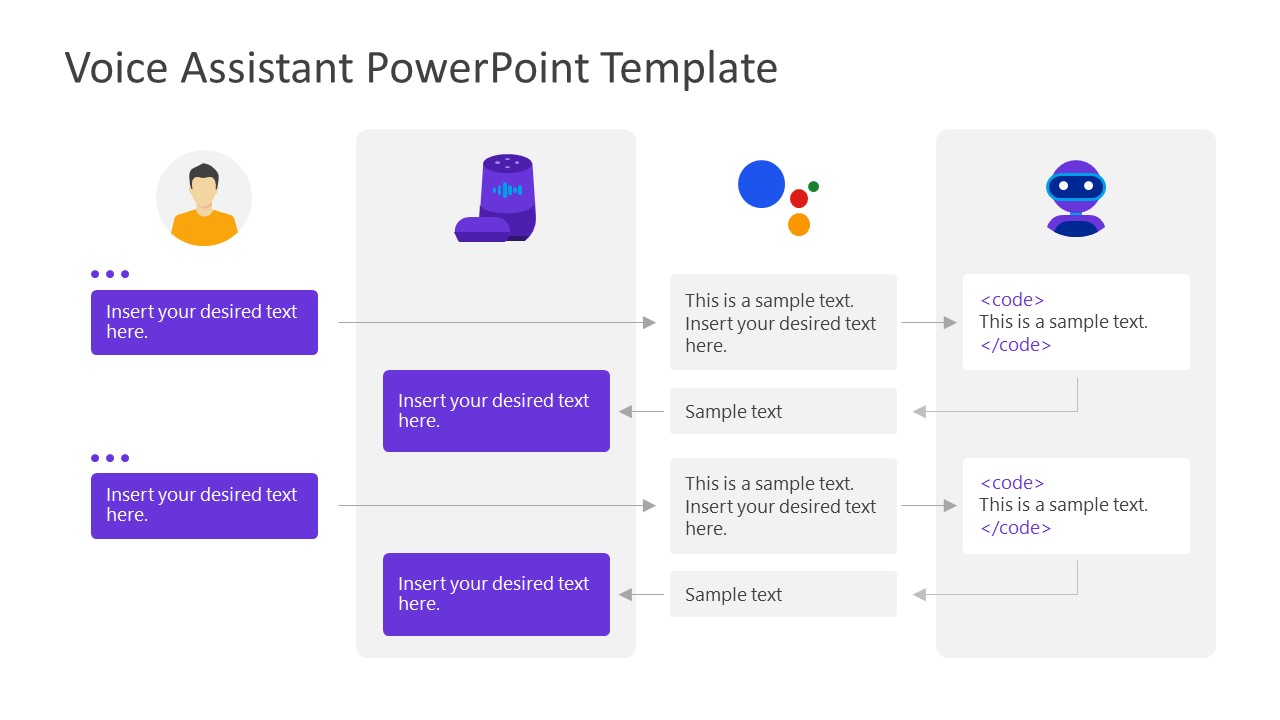 Voice Assistant PowerPoint Template
Insert your desired text
here.
This is a sample text.
Insert your desired text
here.
<code>
This is a sample text.
</code>
Insert your desired text
here.
Sample text
Insert your desired text
here.
This is a sample text.
Insert your desired text
here.
<code>
This is a sample text.
</code>
Insert your desired text
here.
Sample text